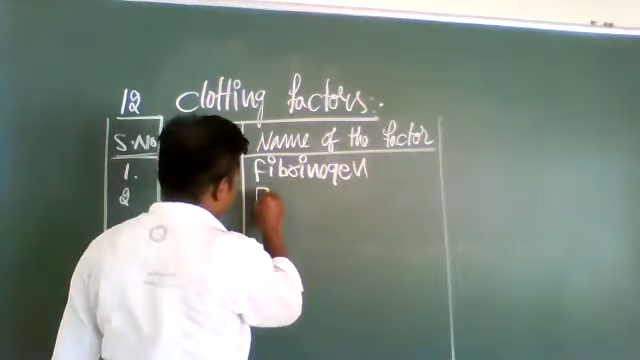 12 Clotting factors:-
S.No Name of the factor
1. Fibrinogen
2